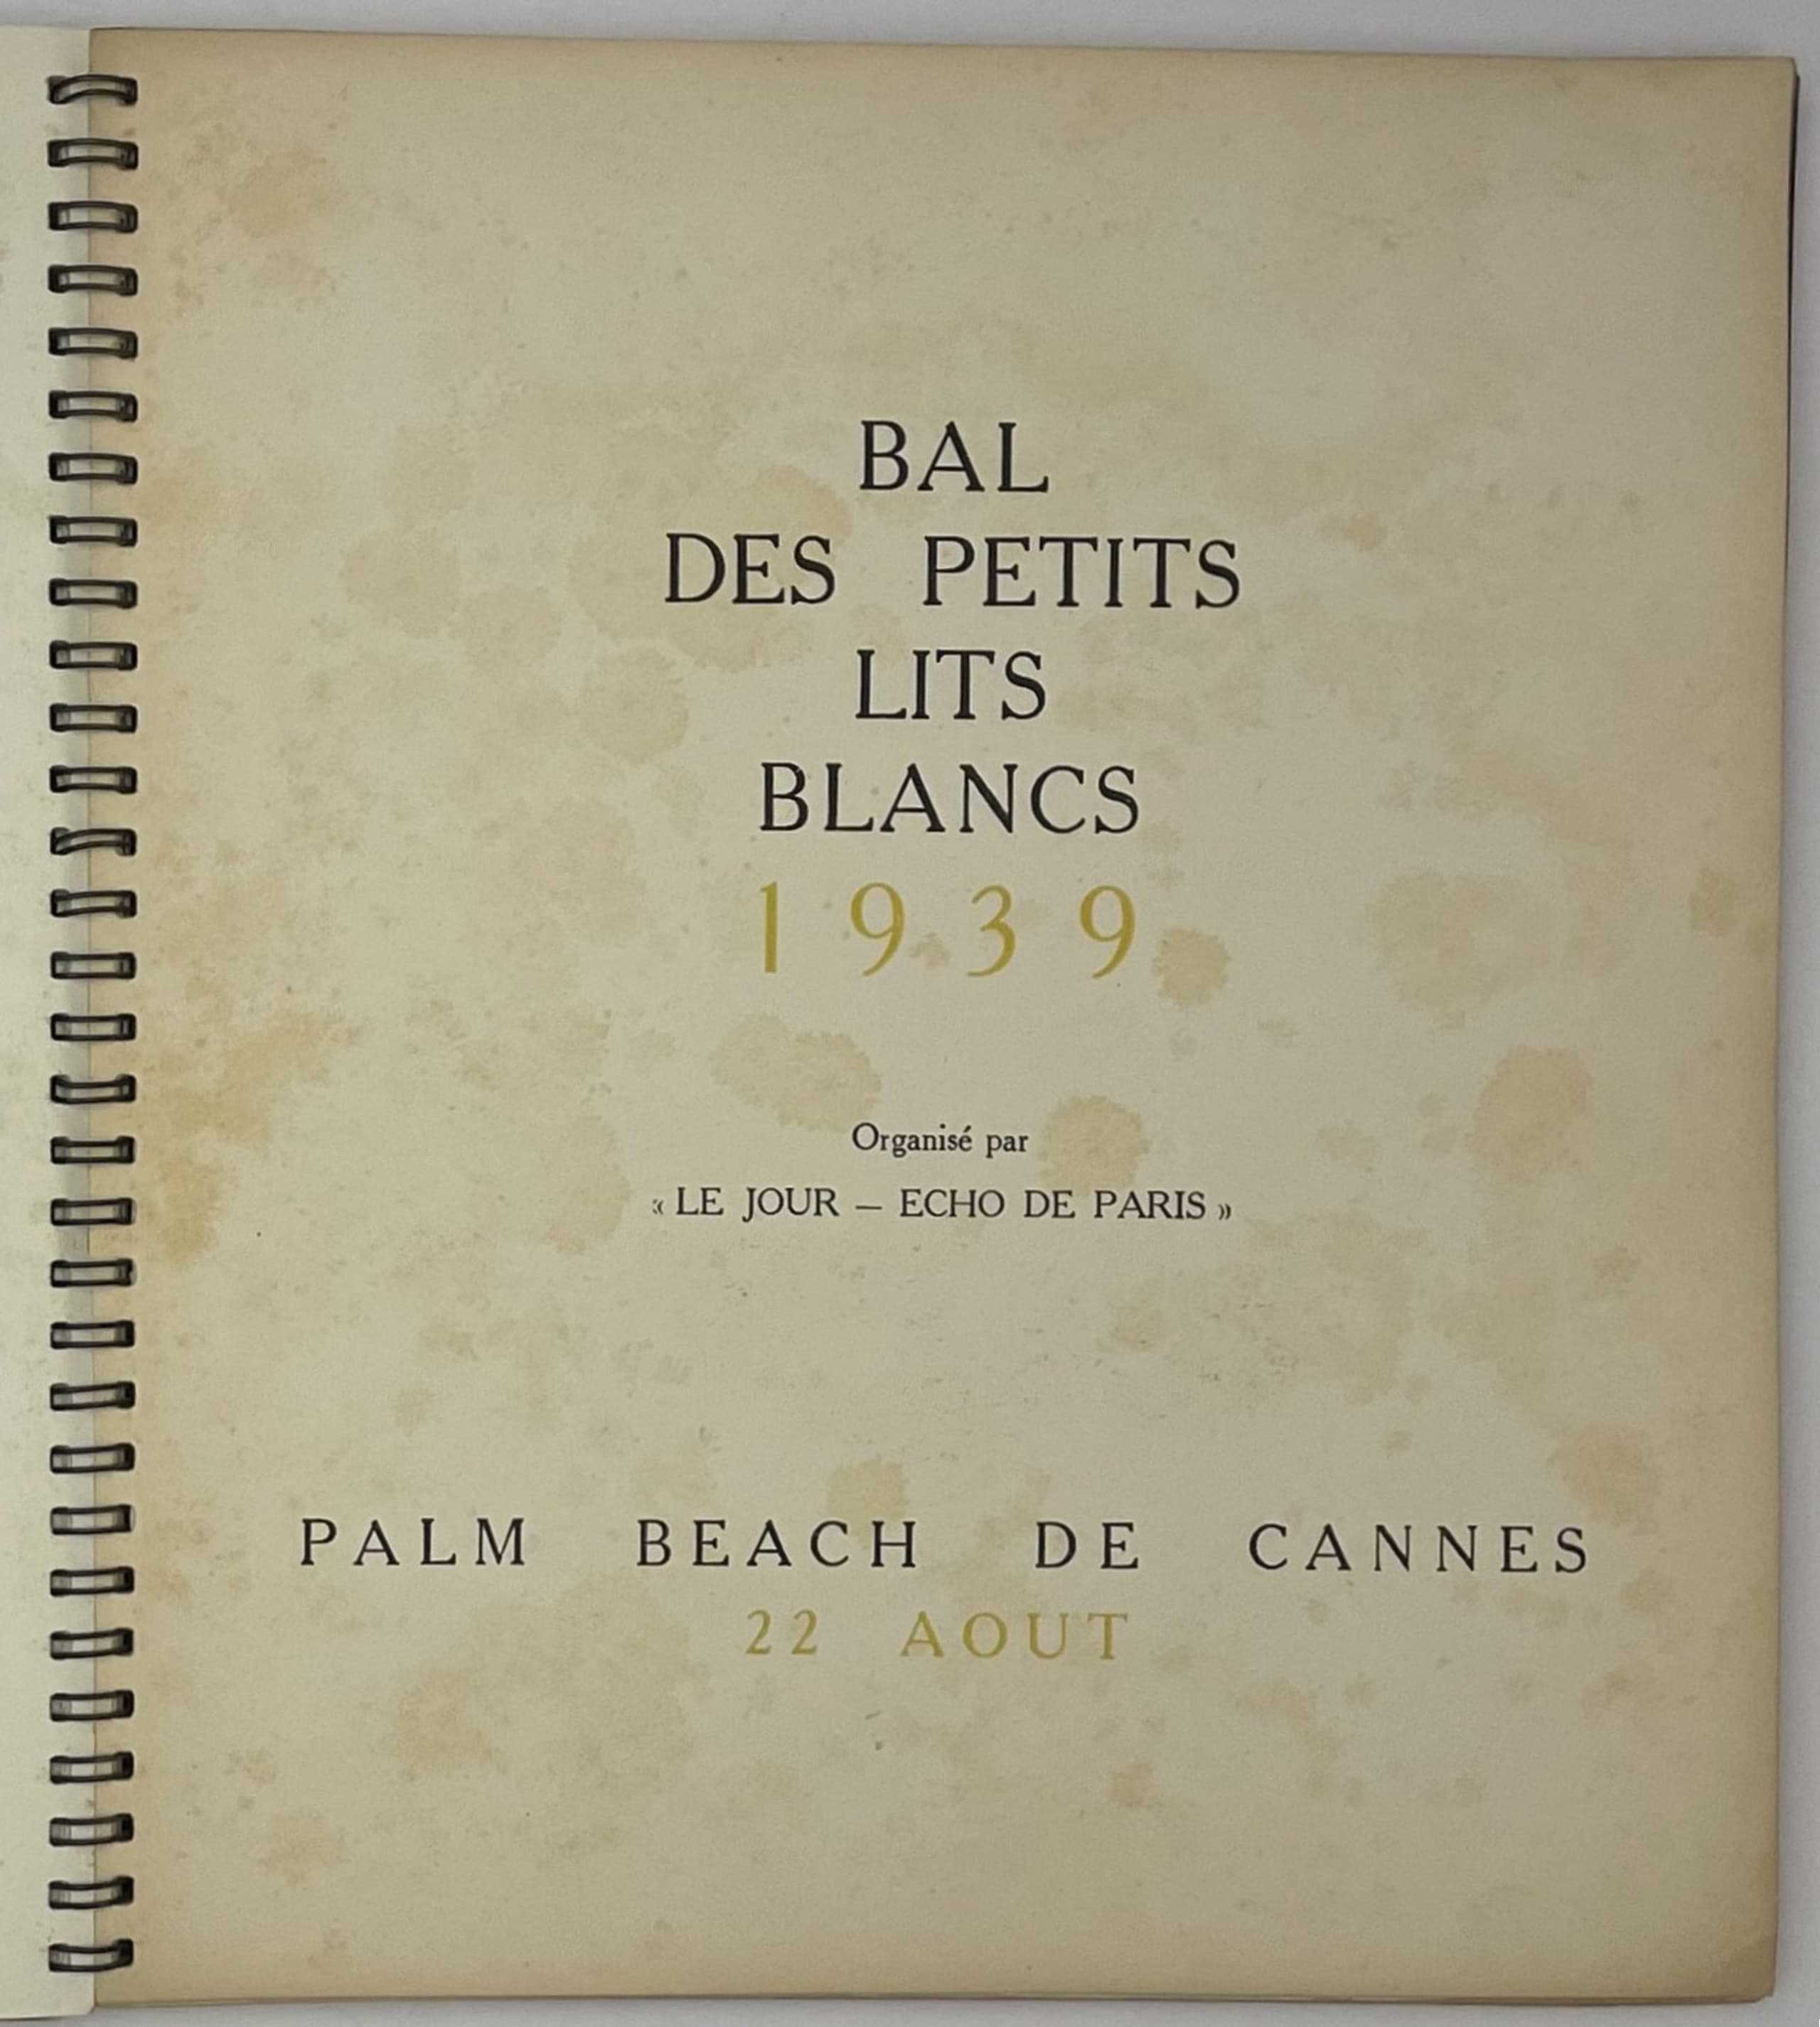 BAL
DES PETITS
LITS
BLANCS
1939
Organisé par
« LE JOUR – ECHO DE PARIS »
PALM BEACH DE CANNES
22 AOUT